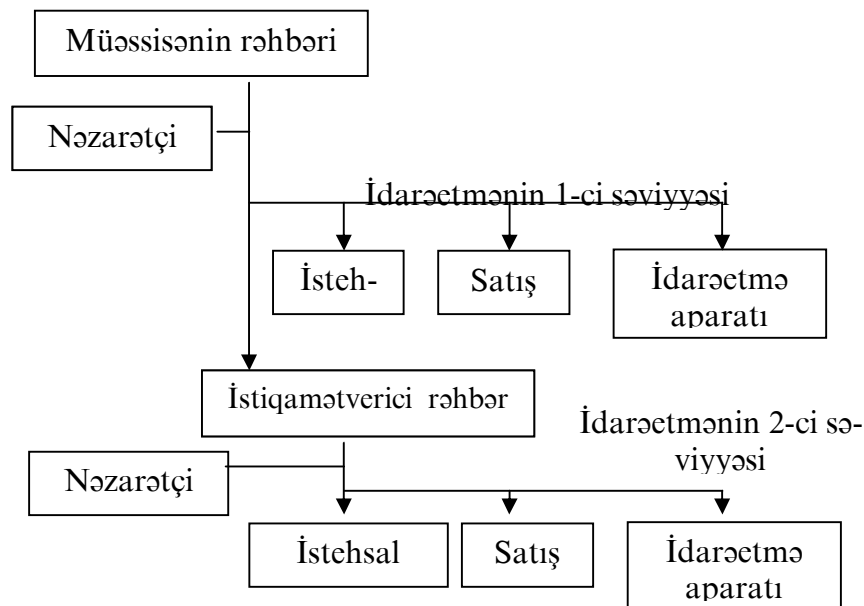 Müəssisənin rəhbəri
Nəzarətçi
İdarəetmənin 1-ci səviyyəsi
İsteh-
Satış
İdarəetmə
aparatı
İstiqamətverici rəhbər
İdarəetmənin 2-ci sə-
viyyəsi
Nəzarətçi
İstehsal
Satış
İdarəetmə
aparatı